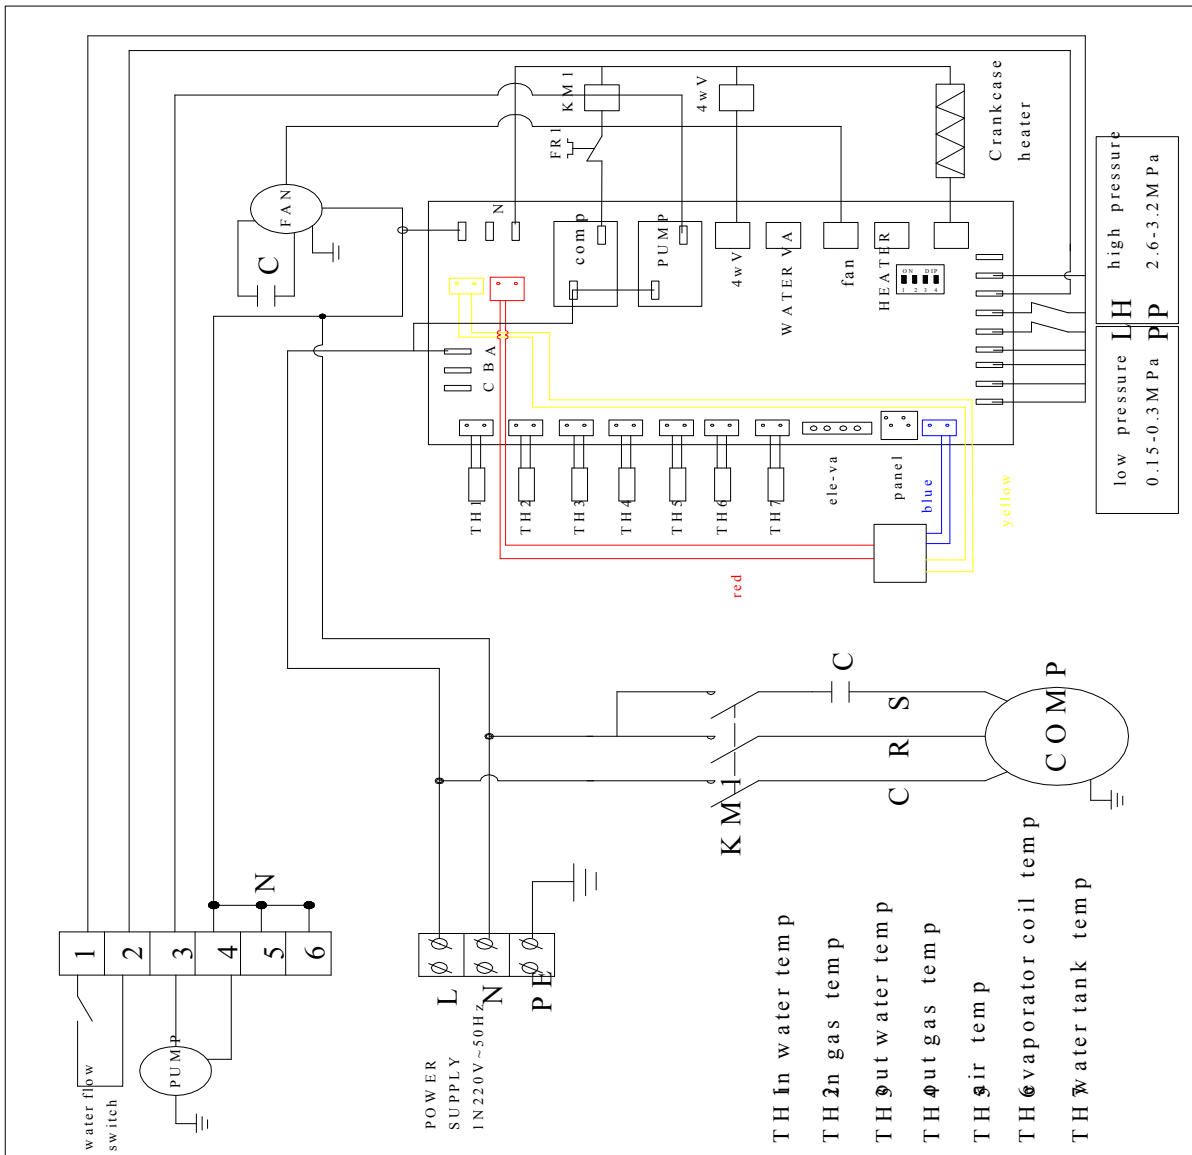 KM1
4wV
FR1
Crankcase
heater
FAN
C
N
comp
PUMP
4wV
WATER VA
fan
HEATER
ON DIP
1 2 3 4
high pressure
2.6-3.2MPa
HP
low pressure
0.15-0.3MPa
LP
A
B
C
TH1
TH2
TH3
TH4
TH5
TH6
TH7
ele-va
panel
blue
yellow
red
C
S
R
C
COMP
KM1
N
1
2
3
4
5
6
PUMP
water flow
switch
L
N
PE
POWER
SUPPLY
1N220V~50Hz
TH1 in water temp
TH2 in gas temp
TH3 out water temp
TH4 out gas temp
TH5 air temp
TH6 evaporator coil temp
TH7 water tank temp